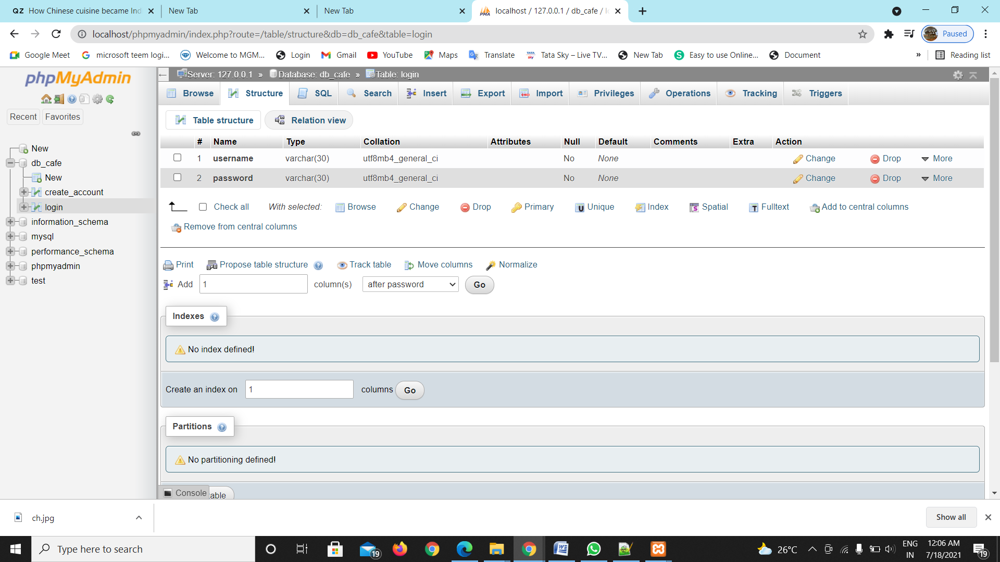 QZ How Chinese cuisine became Ind
New Tab
New Tab
localhost / 127.0.0.1 / db_cafe / lo
localhost/phpmyadmin/index.php?route=/table/structure&db=db_cafe&table=login
Paused
Google Meet
microsoft teem logi...
Welcome to MGM...
Login
Gmail
YouTube
Maps
Translate
Tata Sky – Live TV...
New Tab
Easy to use Online...
Document
»
Reading list
phpMyAdmin
Recent
Favorites
New
db_cafe
New
create_account
login
information_schema
mysql
performance_schema
phpmyadmin
test
Server: 127.0.0.1 » Database: db_cafe » Table: login
Browse
Structure
SQL
Search
Insert
Export
Import
Privileges
Operations
Tracking
Triggers
Table structure
Relation view
# Name Type Collation Attributes Null Default Comments Extra Action
1 username varchar(30) utf8mb4_general_ci No None Change Drop More
2 password varchar(30) utf8mb4_general_ci No None Change Drop More
Check all With selected: Browse Change Drop Primary Unique Index Spatial Fulltext Add to central columns
Remove from central columns
Print Propose table structure Track table Move columns Normalize
Add 1 column(s) after password Go
Indexes
No index defined!
Create an index on 1 columns Go
Partitions
No partitioning defined!
Console
table
ch.jpg
Show all
Type here to search
19
26°C
ENG
IN
12:06 AM
7/18/2021
19